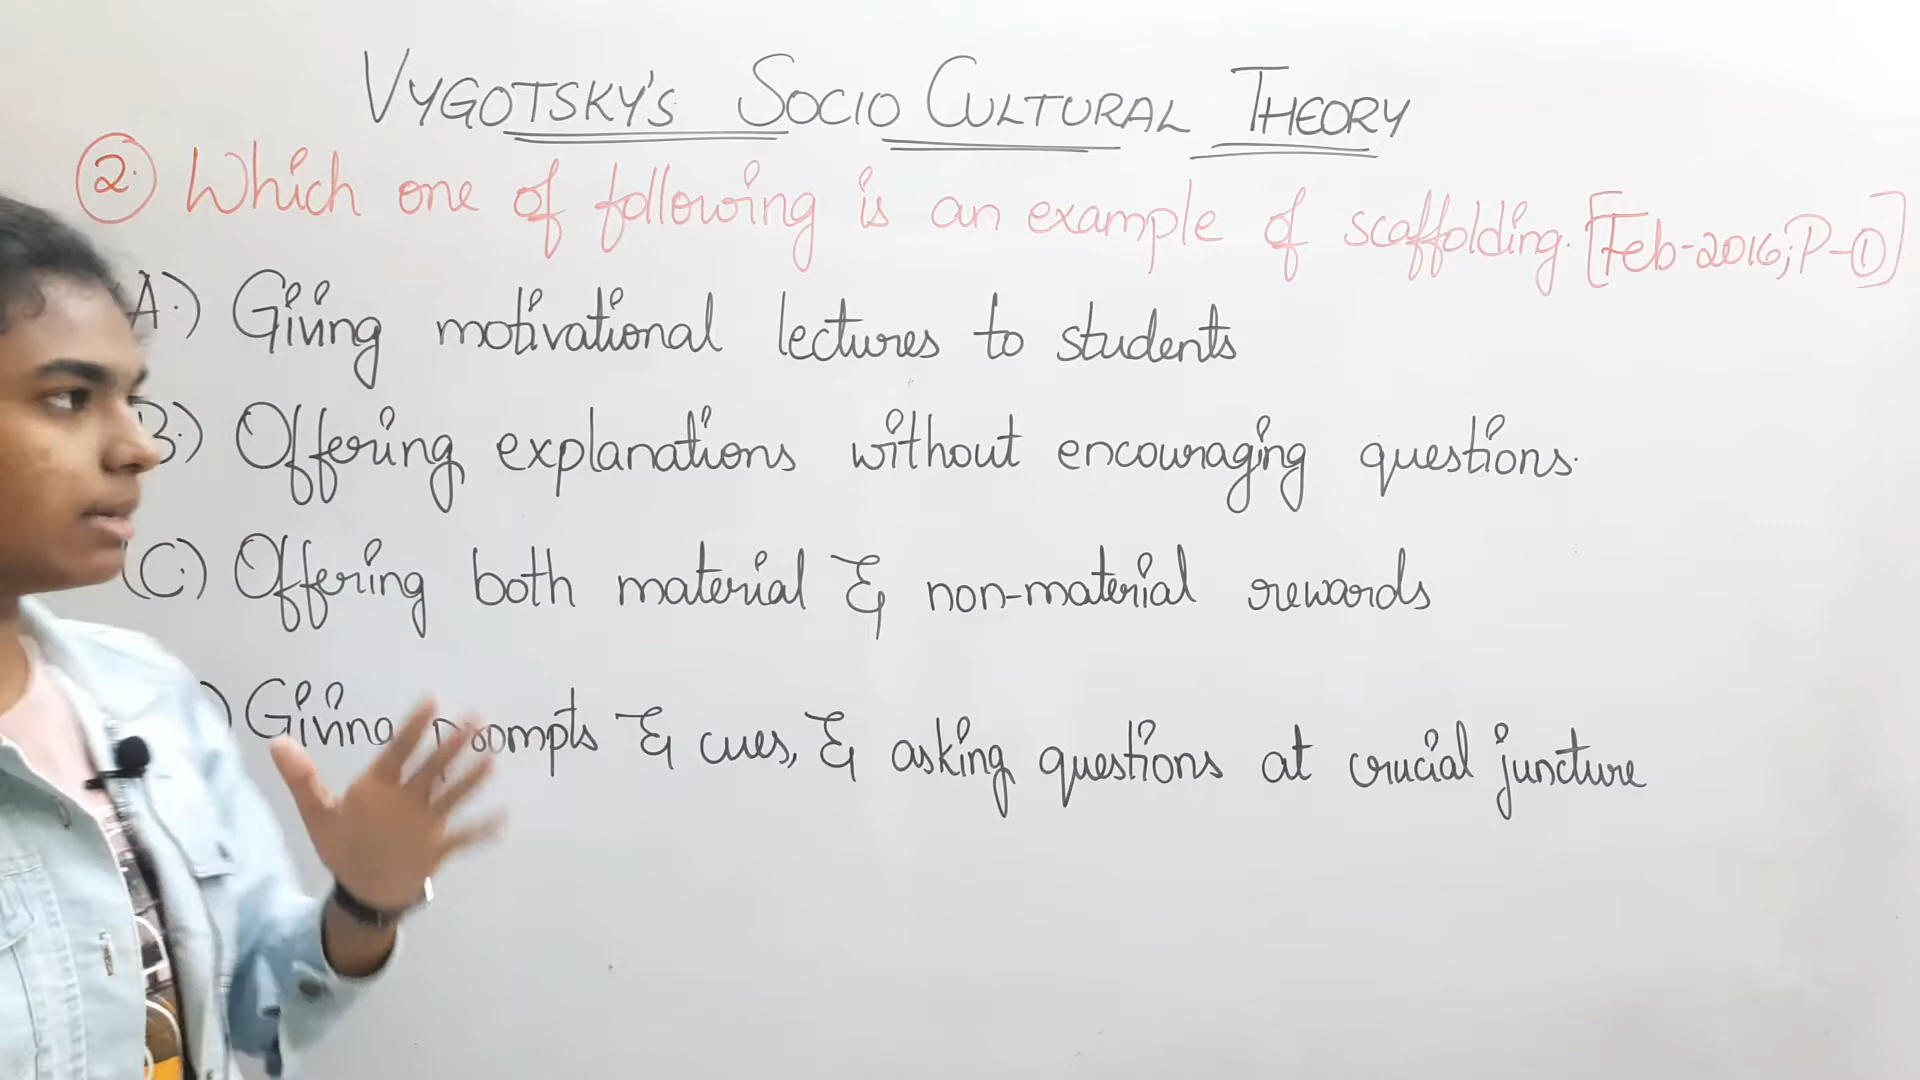 VYGOTSKY'S SOCIO CULTURAL THEORY
2. Which one of following is an example of scaffolding. [Feb-2016; P-1]
A.) Giving motivational lectures to students
B.) Offering explanations without encouraging questions.
C.) Offering both material & non-material rewards
) Giving prompts & cues, & asking questions at crucial juncture